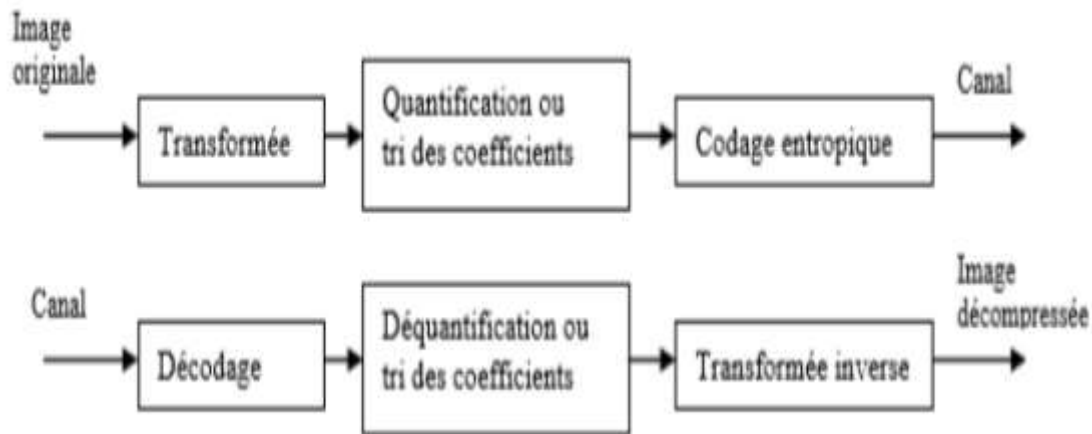 Image
originale
Transformée
Quantification ou
tri des coefficients
Codage entropique
Canal
Canal
Décodage
Déquantification ou
tri des coefficients
Transformée inverse
Image
décompressée